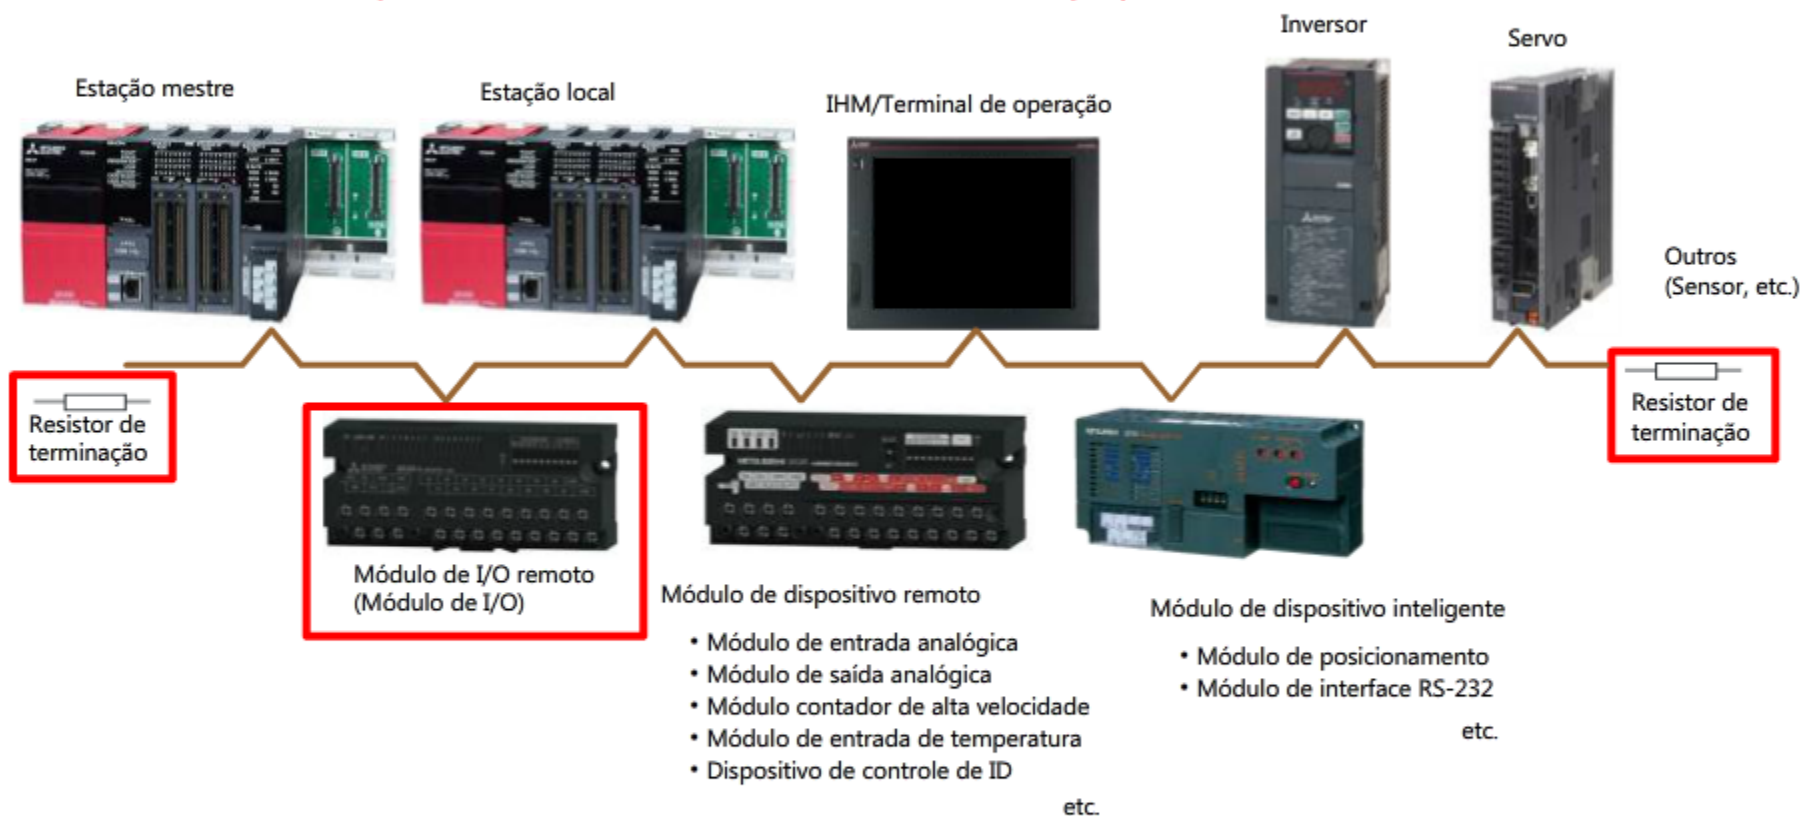 Inversor
Servo
Estação mestre
Estação local
IHM/Terminal de operação
Outros
(Sensor, etc.)
Resistor de
terminação
Resistor de
terminação
Módulo de I/O remoto
(Módulo de I/O)
Módulo de dispositivo remoto
• Módulo de entrada analógica
• Módulo de saída analógica
• Módulo contador de alta velocidade
• Módulo de entrada de temperatura
• Dispositivo de controle de ID
etc.
Módulo de dispositivo inteligente
• Módulo de posicionamento
• Módulo de interface RS-232
etc.